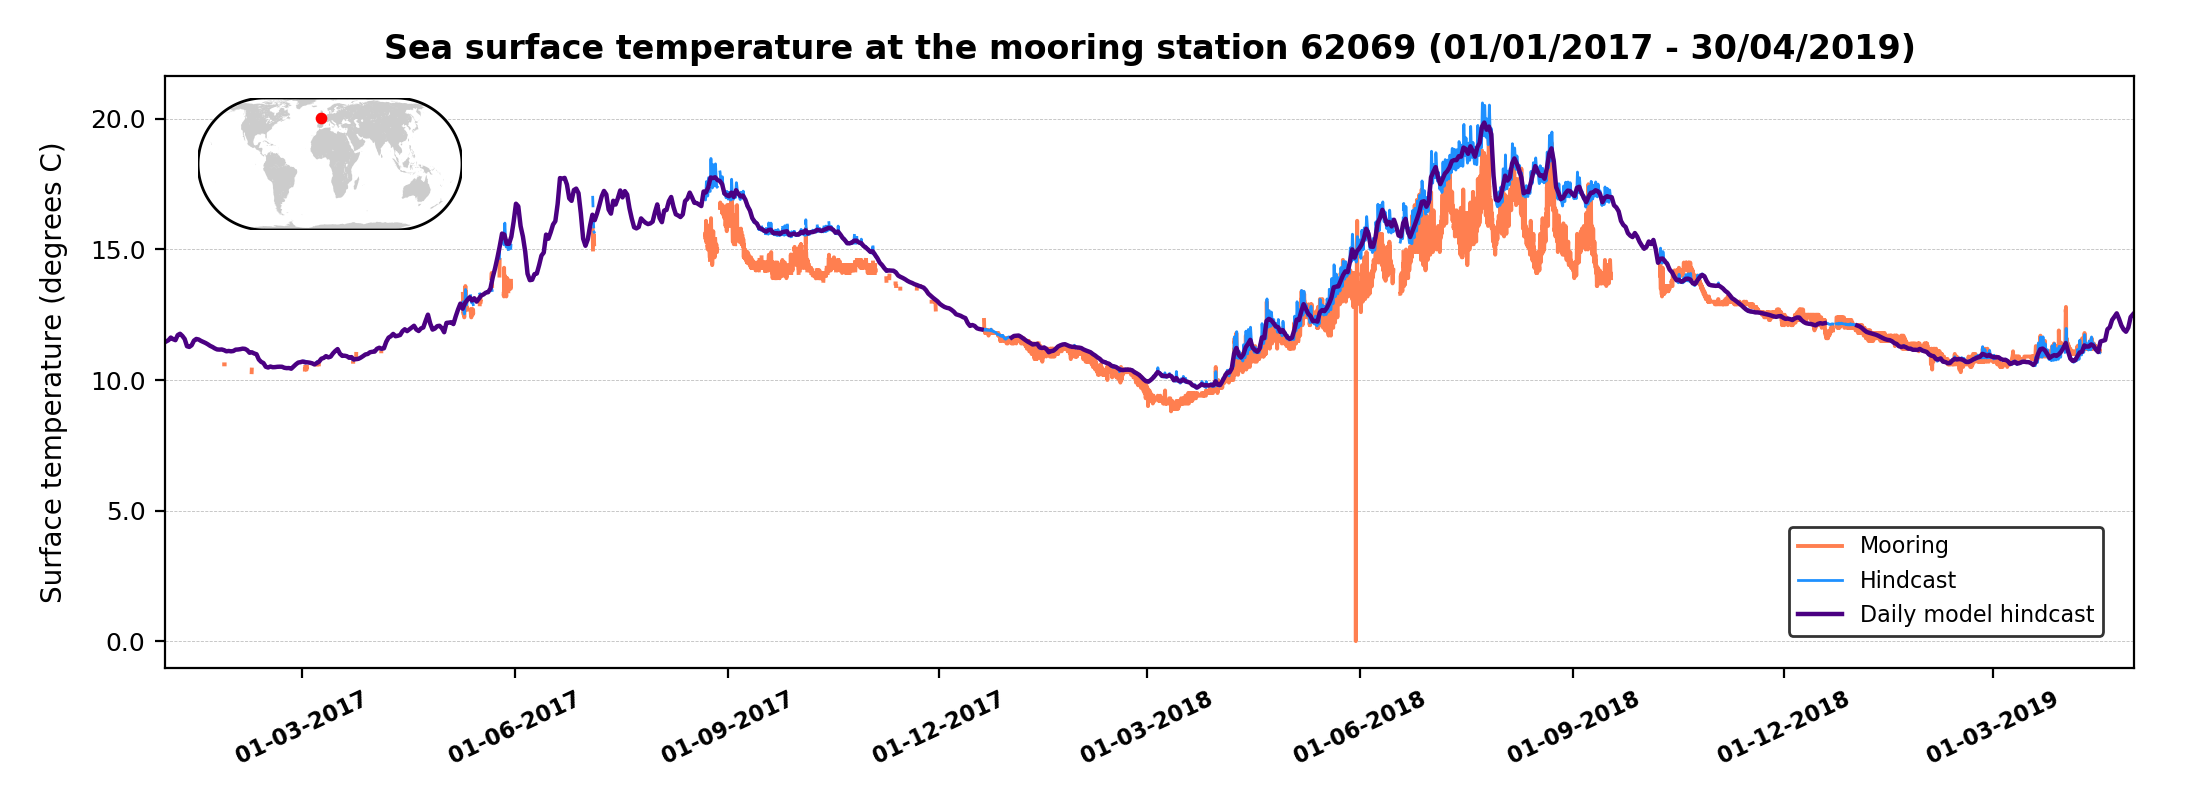 Sea surface temperature at the mooring station 62069 (01/01/2017 - 30/04/2019)
Surface temperature (degrees C)
20.0
15.0
10.0
5.0
0.0
Mooring
Hindcast
Daily model hindcast
01-03-2017
01-06-2017
01-09-2017
01-12-2017
01-03-2018
01-06-2018
01-09-2018
01-12-2018
01-03-2019